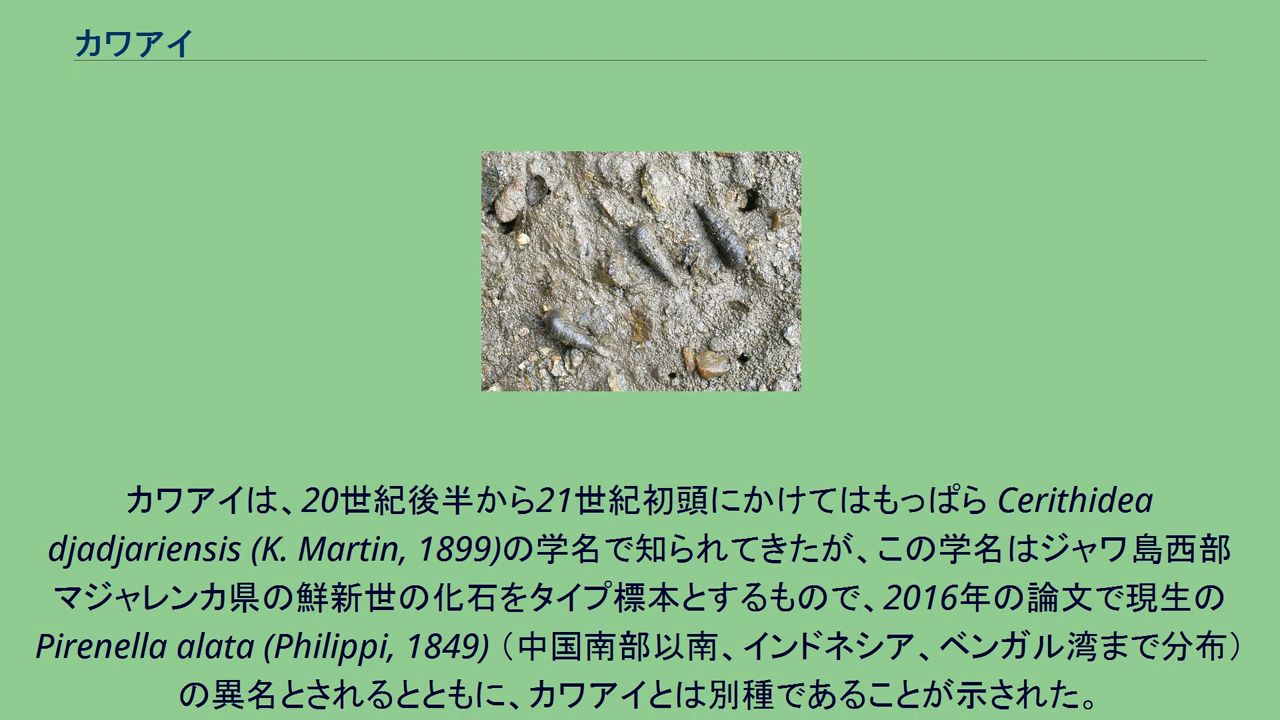 カワアイ
カワアイは、20世紀後半から21世紀初頭にかけてはもっぱら Cerithidea
djadjariensis (K. Martin, 1899)の学名で知られてきたが、この学名はジャワ島西部
マジャレンカ県の鮮新世の化石をタイプ標本とするもので、2016年の論文で現生の
Pirenella alata (Philippi, 1849) （中国南部以南、インドネシア、ベンガル湾まで分布）
の異名とされるとともに、カワアイとは別種であることが示された。